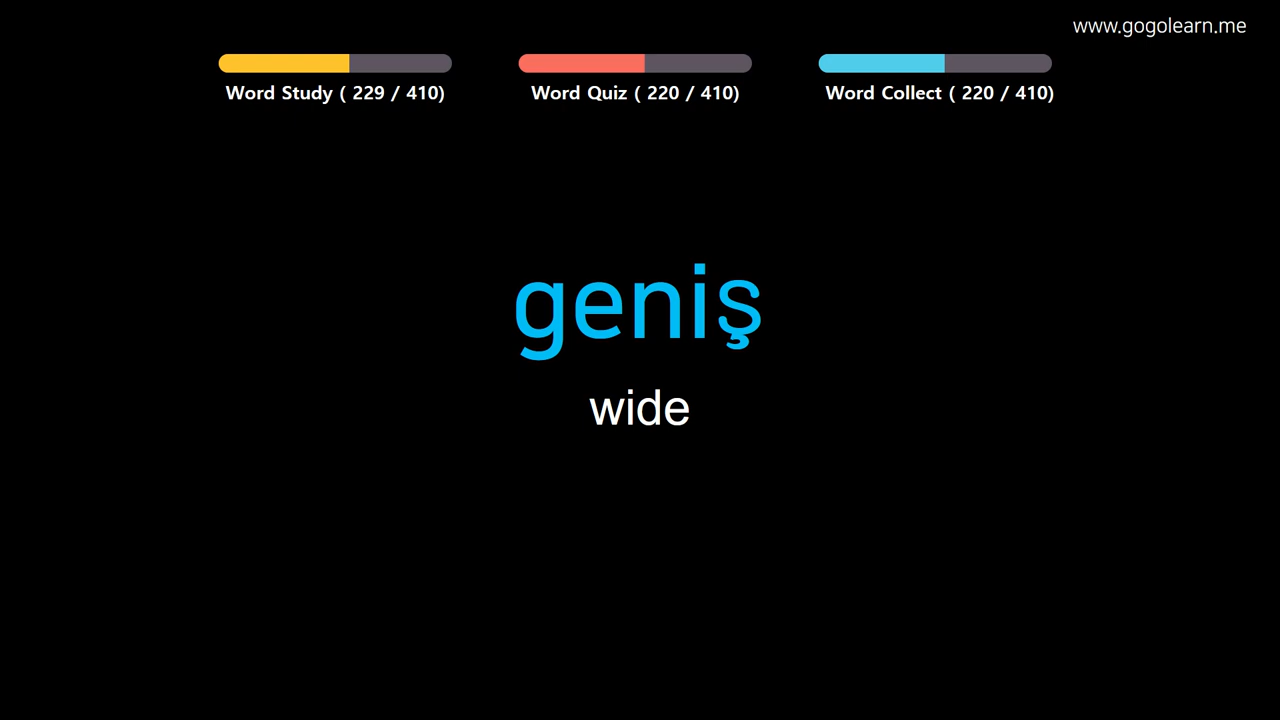 www.gogolearn.me
Word Study ( 229 / 410)
Word Quiz ( 220 / 410)
Word Collect ( 220 / 410)
geniş
wide